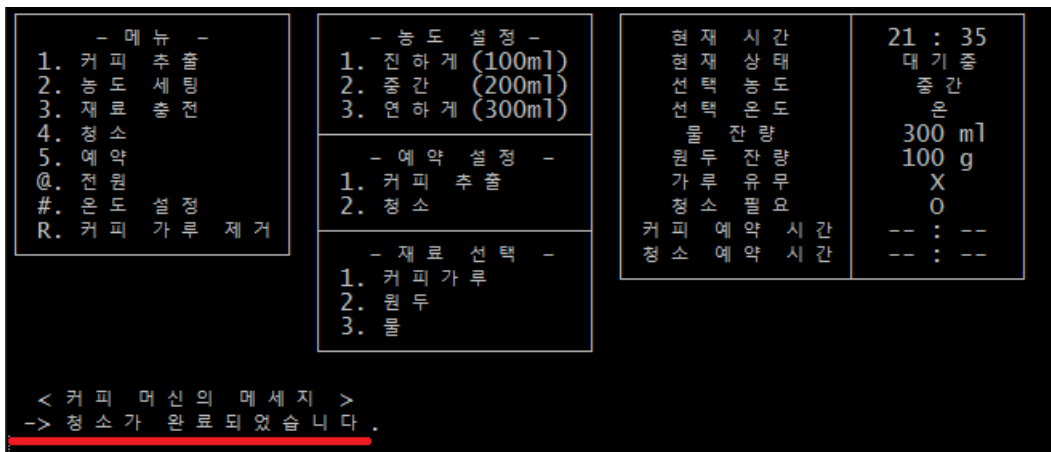 - 메뉴 -
1. 커피 추출
2. 농도 세팅
3. 재료 충전
4. 청소
5. 예약
@. 전원
#. 온도 설정
R. 커피 가루 제거
- 농도 설정 -
1. 진하게 (100ml)
2. 중간 (200ml)
3. 연하게 (300ml)
- 예약 설정 -
1. 커피 추출
2. 청소
- 재료 선택 -
1. 커피가루
2. 원두
3. 물
현재 시간 21 : 35
현재 상태 대기중
선택 농도 중간
선택 온도 온
물 잔량 300 ml
원두 잔량 100 g
가루 유무 X
청소 필요 O
커피 예약 시간 -- : --
청소 예약 시간 -- : --
< 커피 머신의 메세지 >
-> 청소가 완료되었습니다.